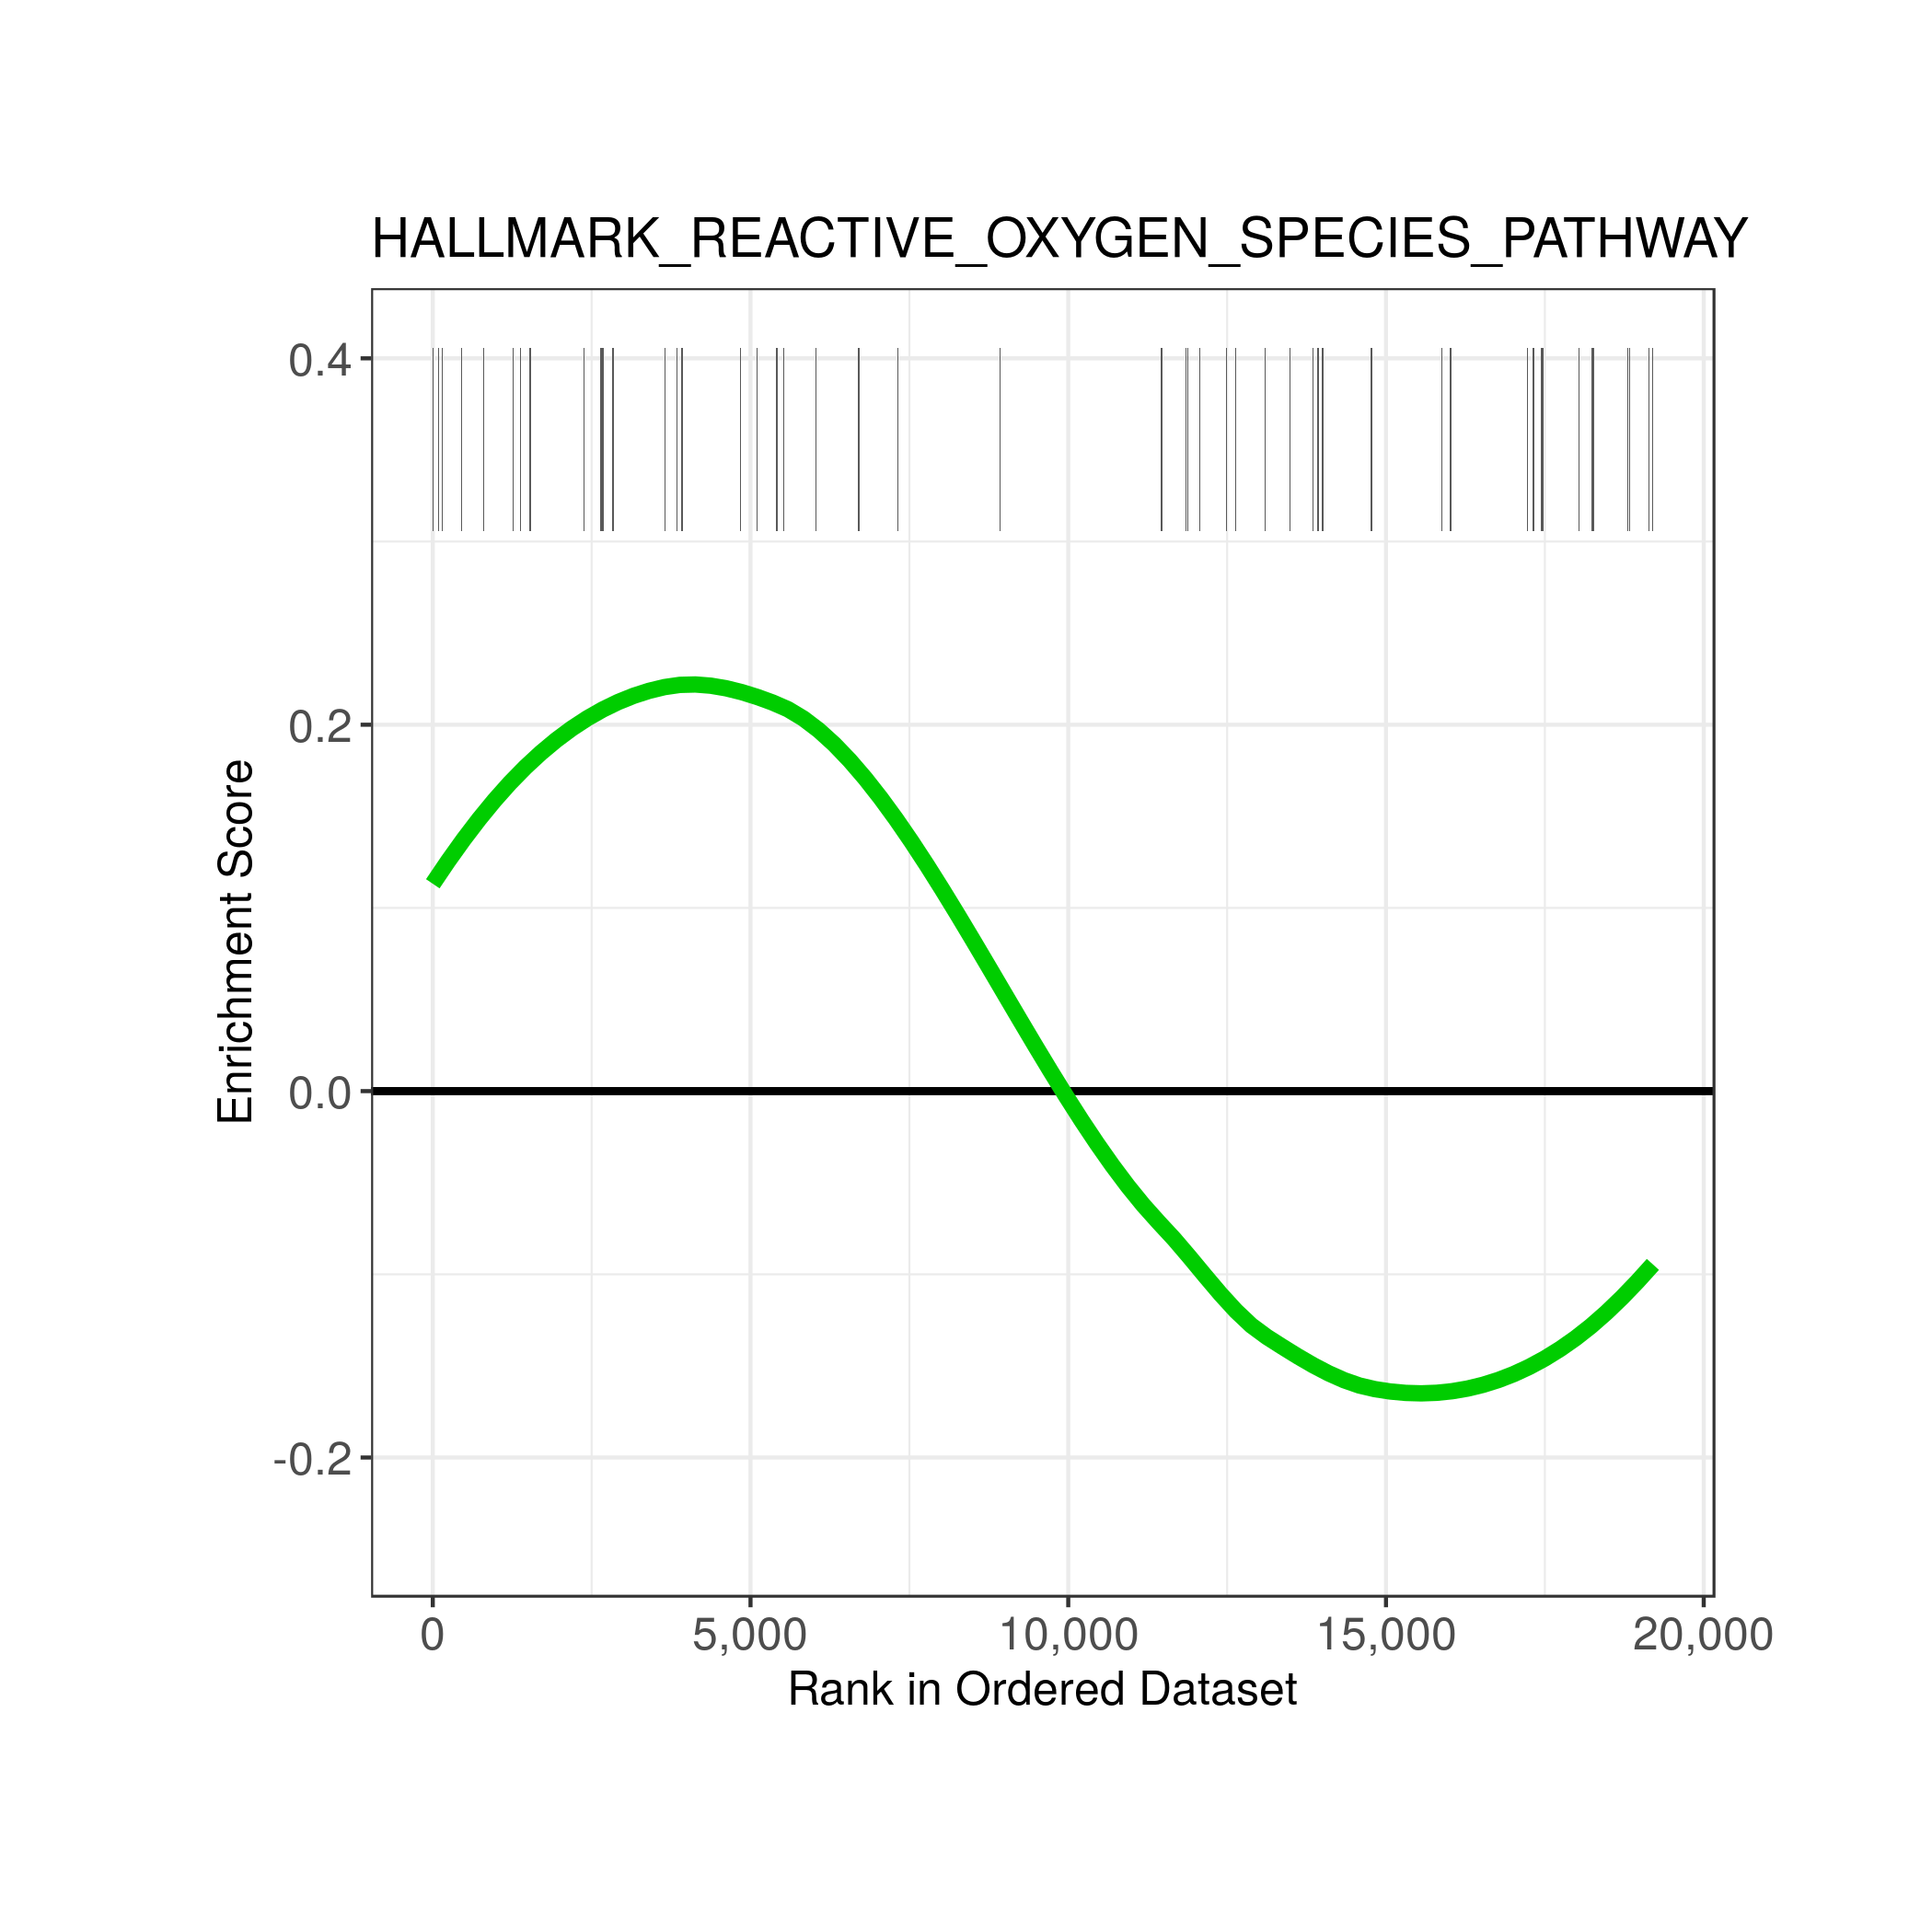 HALLMARK_REACTIVE_OXYGEN_SPECIES_PATHWAY
0.4
0.2
0.0
-0.2
Enrichment Score
0 5,000 10,000 15,000 20,000
Rank in Ordered Dataset